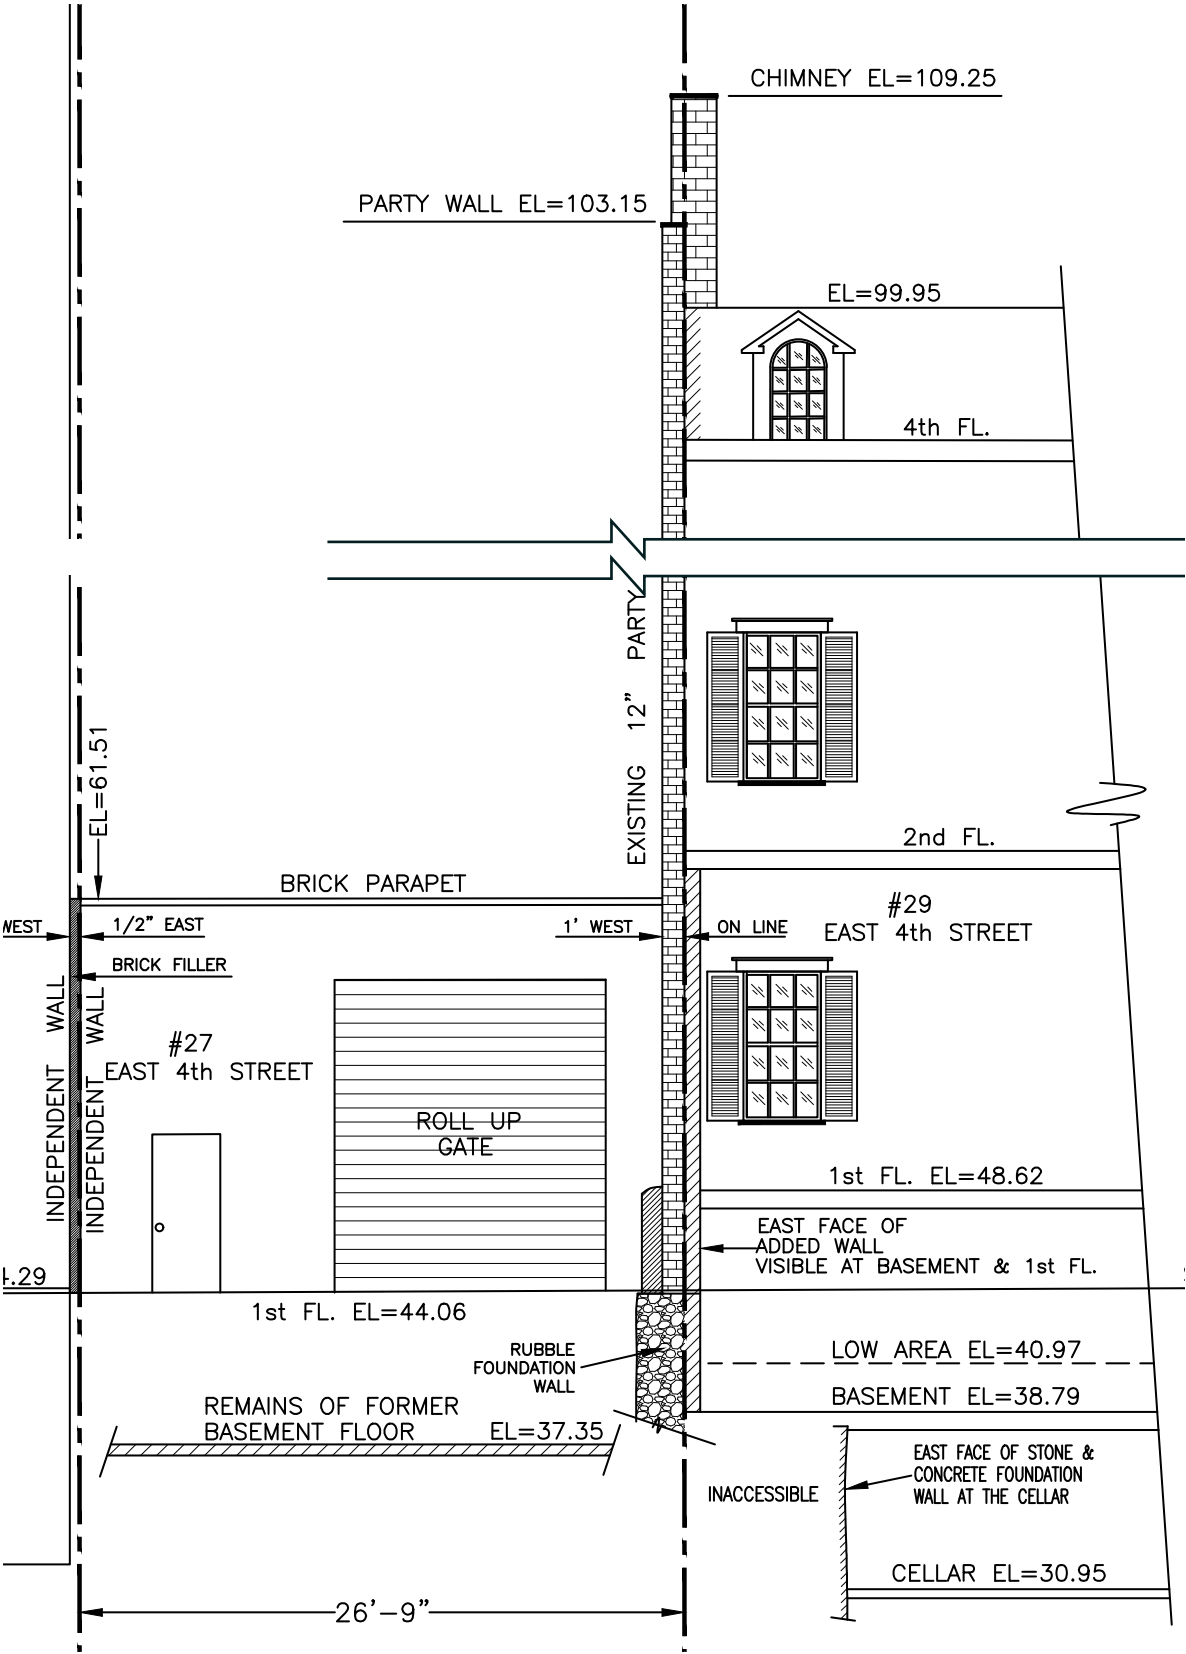 CHIMNEY EL=109.25
PARTY WALL EL=103.15
EL=99.95
4th FL.
EXISTING 12" PARTY
EL=61.51
2nd FL.
BRICK PARAPET
#29
EAST 4th STREET
WEST
1/2" EAST
1' WEST
ON LINE
BRICK FILLER
INDEPENDENT WALL
INDEPENDENT WALL
#27
EAST 4th STREET
ROLL UP
GATE
1st FL. EL=48.62
EAST FACE OF
ADDED WALL
VISIBLE AT BASEMENT & 1st FL.
.29
1st FL. EL=44.06
RUBBLE
FOUNDATION
WALL
LOW AREA EL=40.97
BASEMENT EL=38.79
REMAINS OF FORMER
BASEMENT FLOOR EL=37.35
EAST FACE OF STONE &
CONCRETE FOUNDATION
WALL AT THE CELLAR
INACCESSIBLE
CELLAR EL=30.95
26'-9"